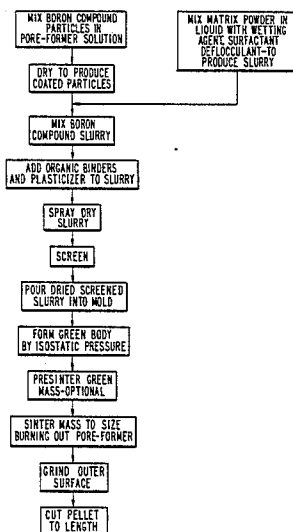 MIX BORON COMPOUND
PARTICLES IN
PORE-FORMER SOLUTION
MIX MATRIX POWDER IN
LIQUID WITH WETTING
AGENT, SURFACTANT
DEFLOCCULANT-TO
PRODUCE SLURRY
DRY TO PRODUCE
COATED PARTICLES
MIX BORON
COMPOUND SLURRY
ADD ORGANIC BINDERS
AND PLASTICIZER TO SLURRY
SPRAY DRY
SLURRY
SCREEN
POUR DRIED SCREENED
SLURRY INTO MOLD
FORM GREEN BODY
BY ISOSTATIC PRESSURE
PRESINTER GREEN
MASS-OPTIONAL
SINTER MASS TO SIZE
BURNING OUT PORE-FORMER
GRIND OUTER
SURFACE
CUT PELLET
TO LENGTH